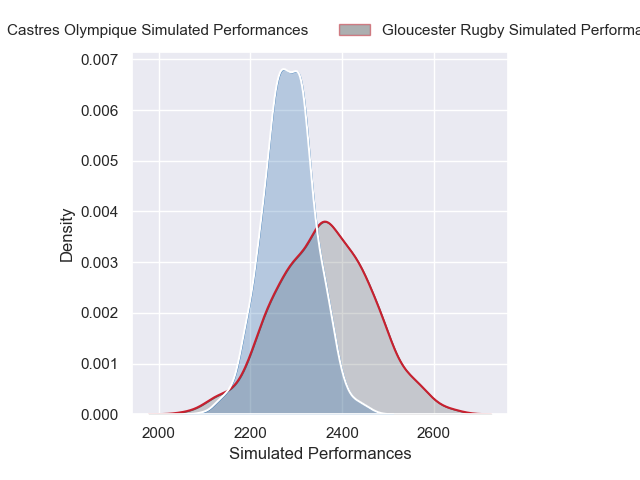 Castres Olympique Simulated Performances
Gloucester Rugby Simulated
0.007
0.006
0.005
0.004
0.003
0.002
0.001
0.000
Density
2000 2200 2400 2600
Simulated Performances